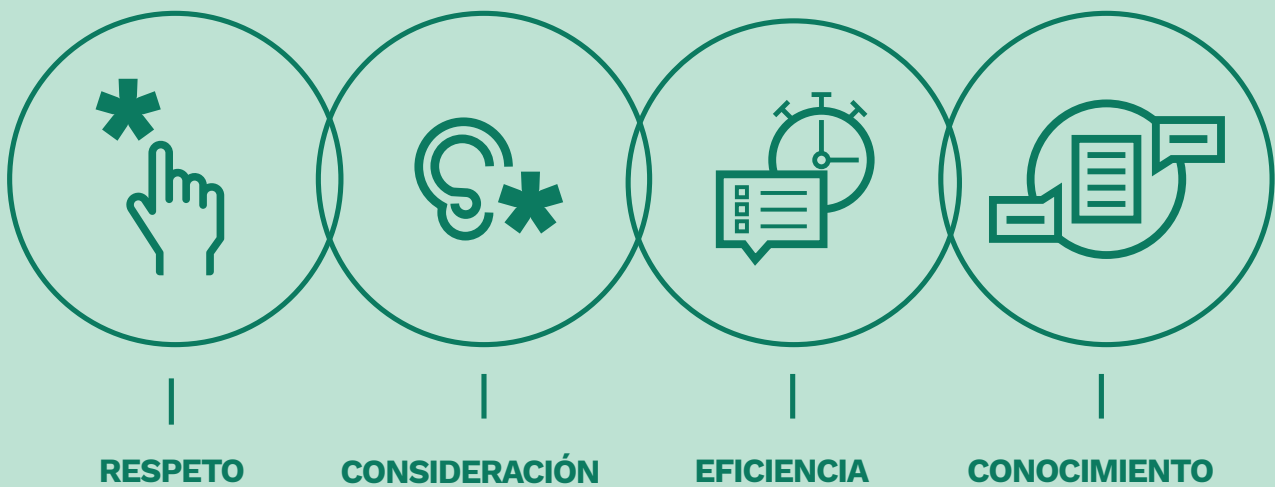 RESPETO
CONSIDERACIÓN
EFICIENCIA
CONOCIMIENTO